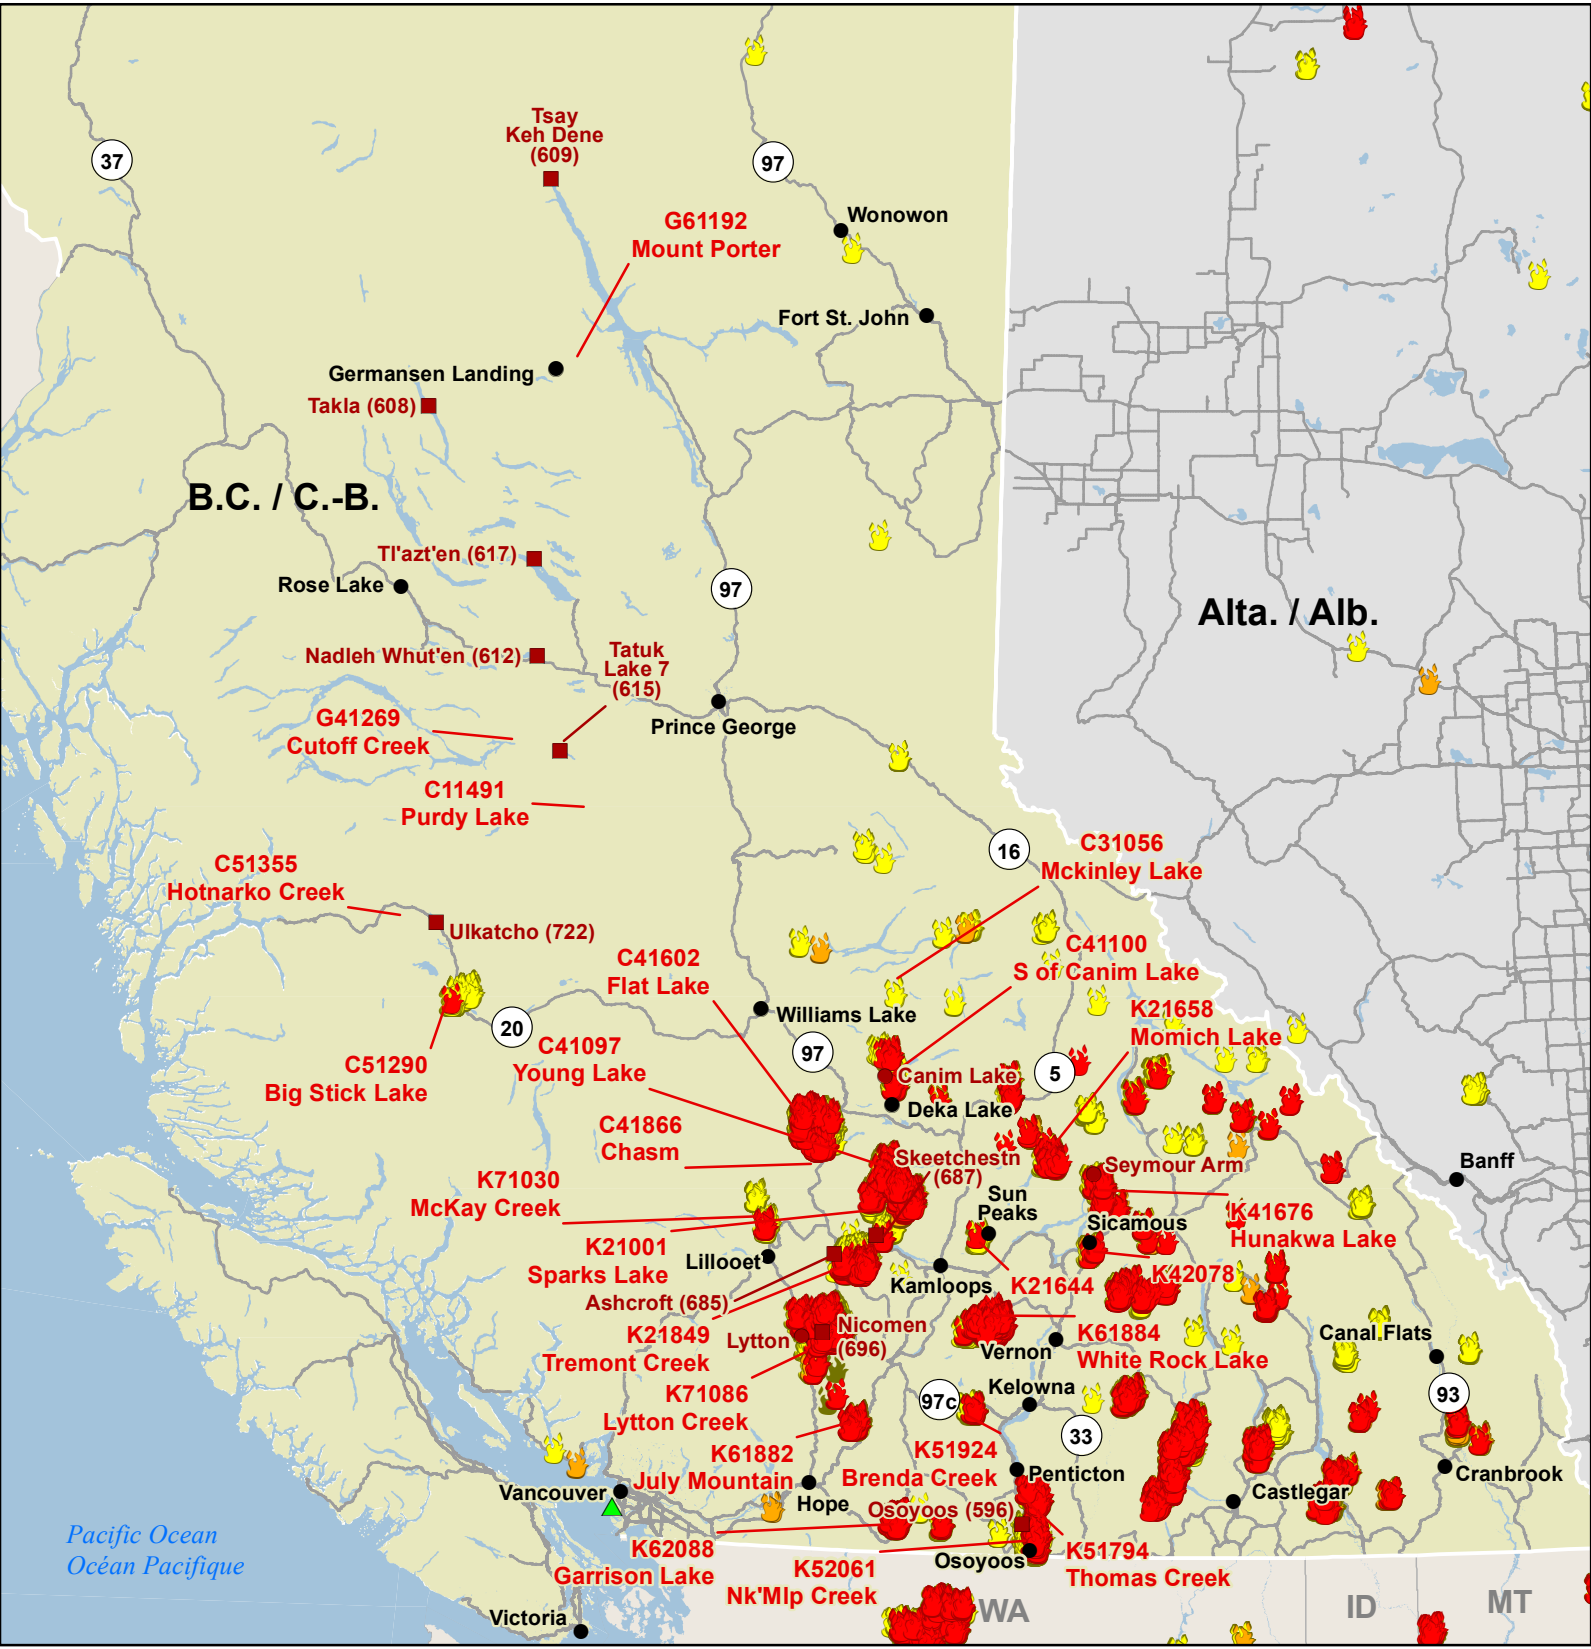 37
Tsay
Keh Dene
(609)
97
G61192
Mount Porter
Wonowon
Fort St. John
Germansen Landing
Takla (608)
B.C. / C.-B.
Tl'azt'en (617)
Rose Lake
97
Alta. / Alb.
Nadleh Whut'en (612)
Tatuk
Lake 7
(615)
G41269
Cutoff Creek
Prince George
C11491
Purdy Lake
C51355
Hotnarko Creek
16
C31056
Mckinley Lake
Ulkatcho (722)
C41602
Flat Lake
C41100
S of Canim Lake
Williams Lake
K21658
Momich Lake
20
97
C51290
Big Stick Lake
C41097
Young Lake
Canim Lake
5
Deka Lake
C41866
Chasm
Skeetchestn
(687)
Seymour Arm
Banff
K71030
McKay Creek
Sun
Peaks
Sicamous
K41676
Hunakwa Lake
K21001
Sparks Lake
Lillooet
Kamloops
K21644
K42078
Ashcroft (685)
K21849
Tremont Creek
Lytton
Nicomen
(696)
Vernon
K61884
White Rock Lake
Canal Flats
K71086
Lytton Creek
97c
Kelowna
93
33
K61882
July Mountain
K51924
Brenda Creek
Penticton
Cranbrook
Vancouver
Hope
Osoyoos (596)
Castlegar
Pacific Ocean
Océan Pacifique
K62088
Garrison Lake
K52061
Nk'Mlp Creek
Osoyoos
K51794
Thomas Creek
Victoria
WA
ID
MT